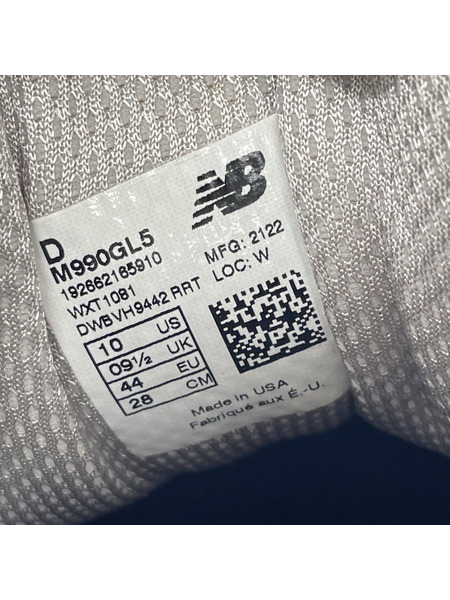 D
M990GL5
192662165910
WXT1081
DWBVH9442 RRT
NB
MFG: 2122
LOC: W
10 US
09½ UK
44 EU
28 CM
Made in USA
Fabriqué aux É.-U.